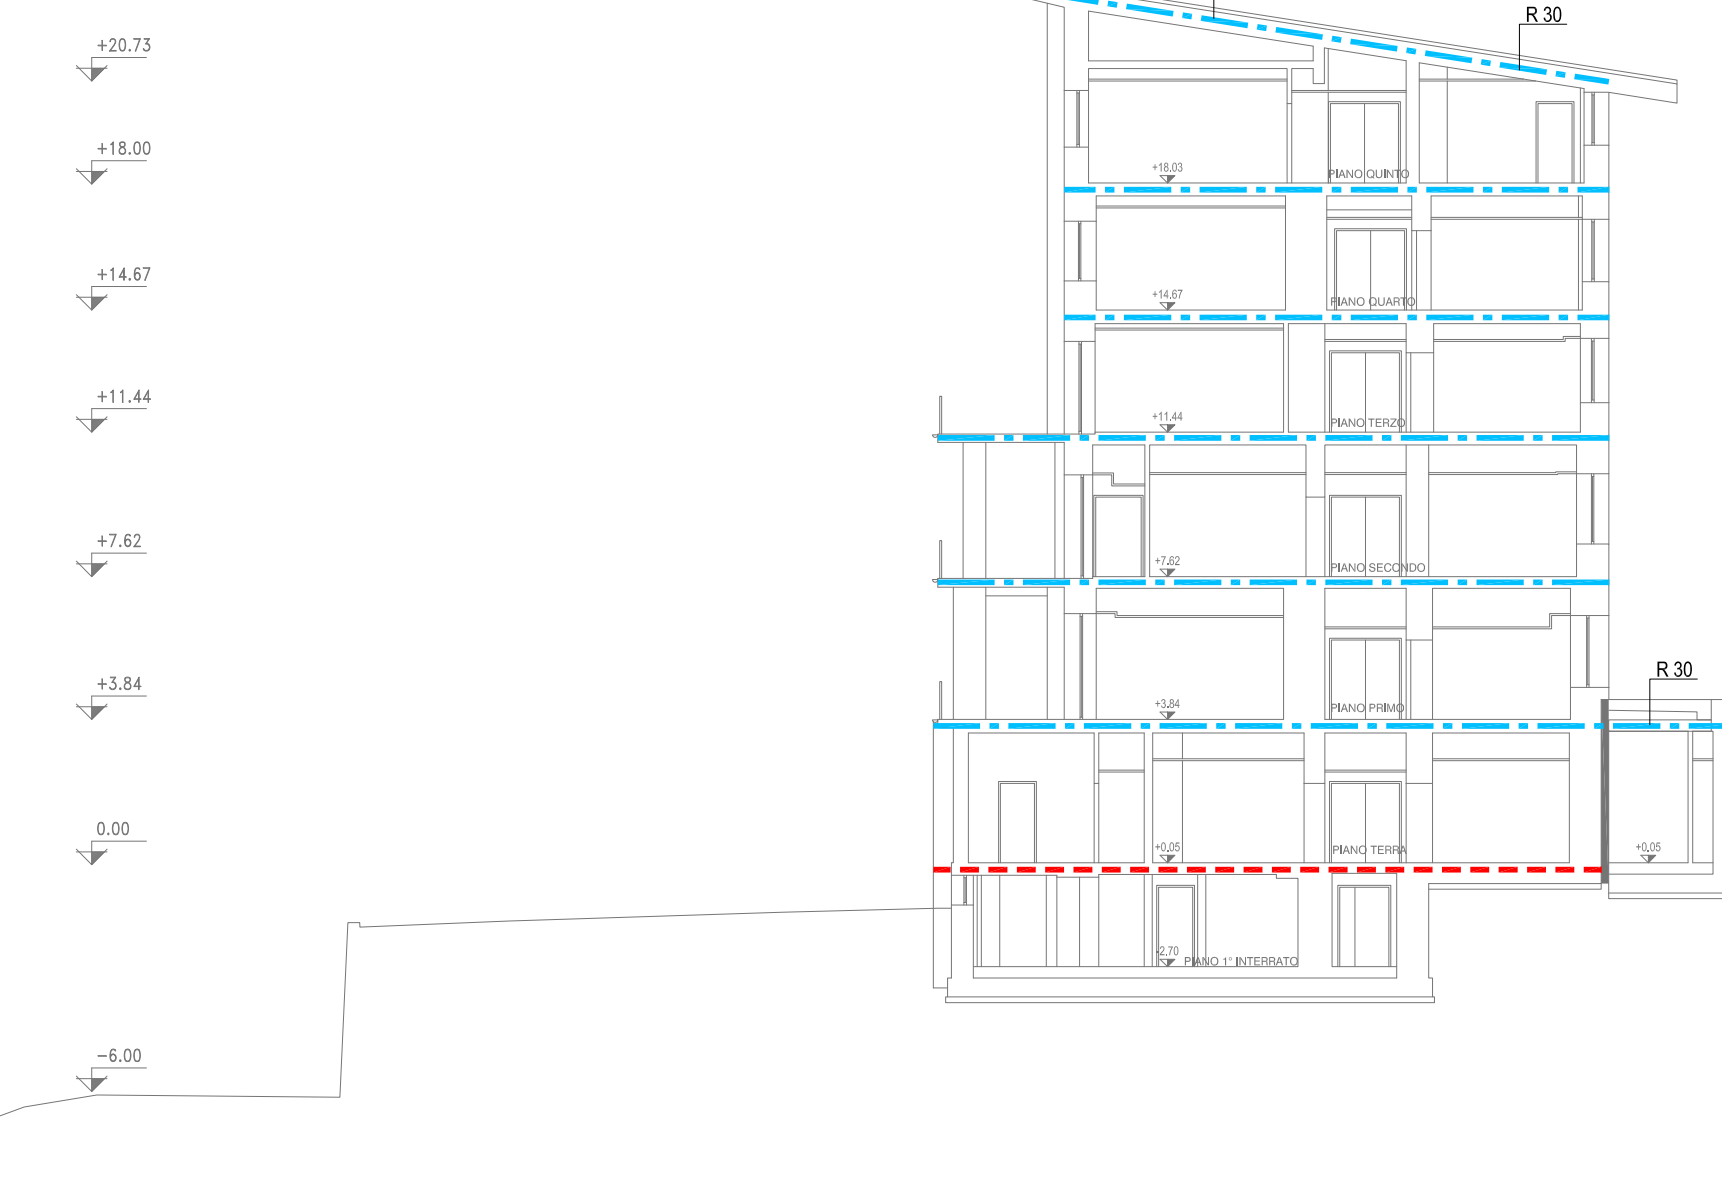 R 30
+20.73
+18.00
+18.03
PIANO QUINTO
+14.67
+14.67
PIANO QUARTO
+11.44
+11.44
PIANO TERZO
+7.62
+7.62
PIANO SECONDO
R 30
+3.84
+3.84
PIANO PRIMO
0.00
+0.05
PIANO TERRA
+0.05
-2.70
PIANO 1° INTERRATO
−6.00